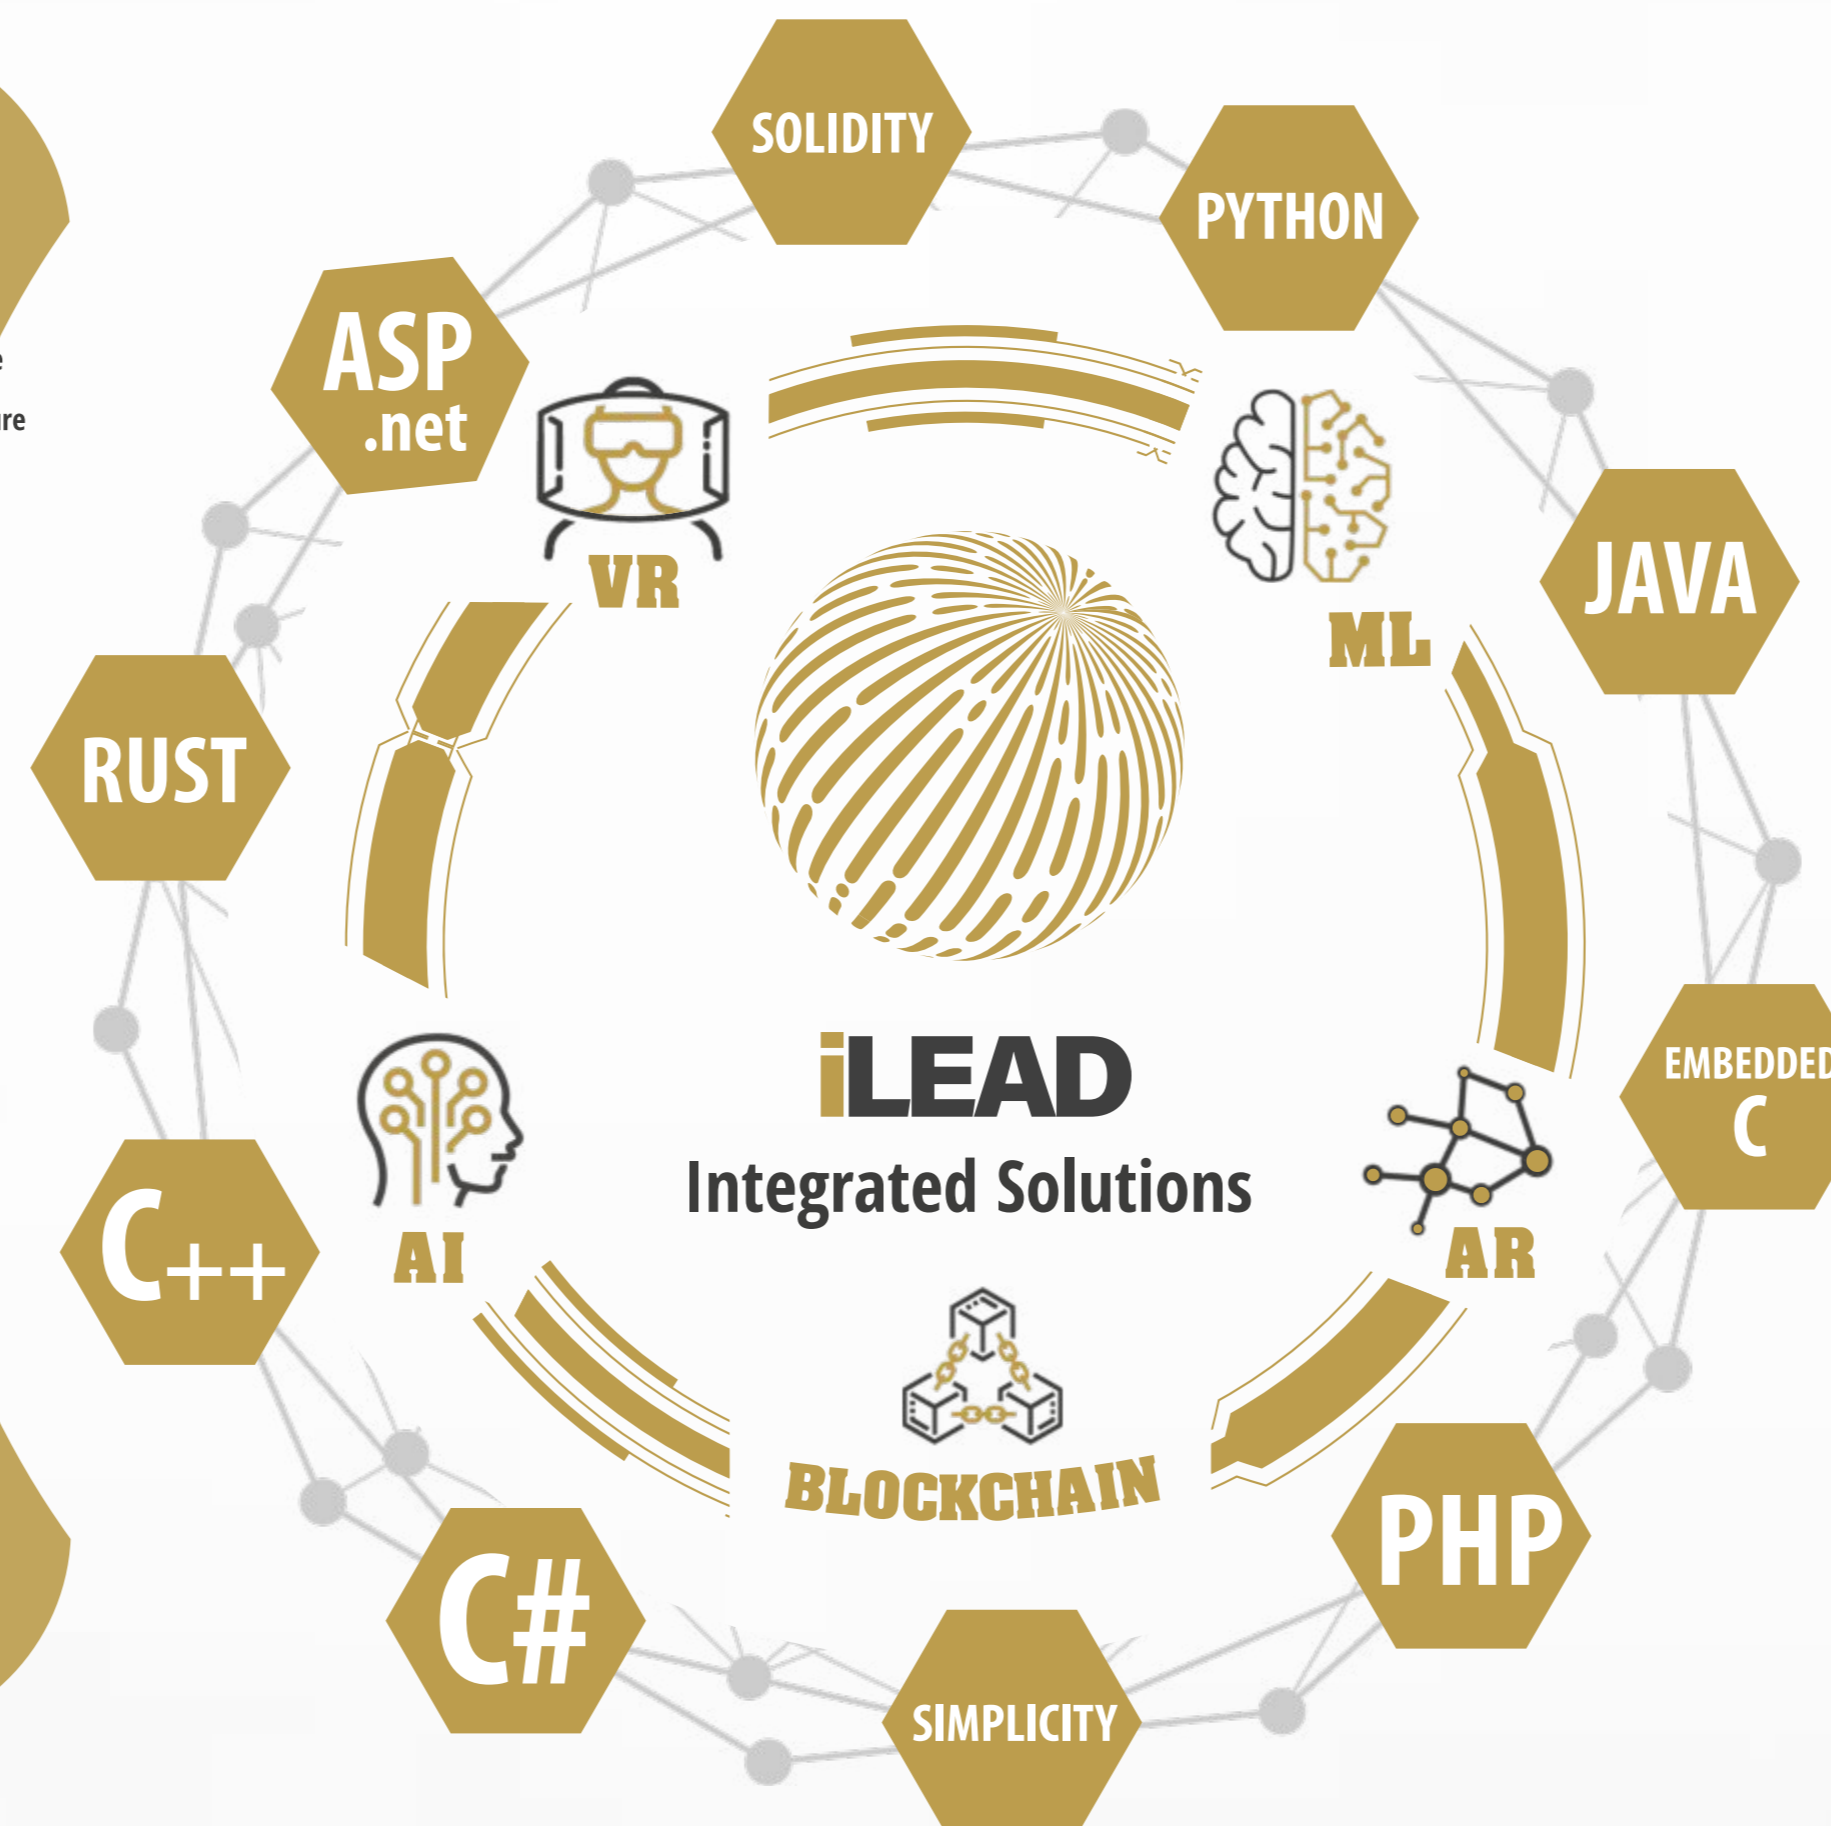 SOLIDITY
PYTHON
ASP
.net
VR
ML
JAVA
RUST
iLEAD
Integrated Solutions
EMBEDDED
C
C++
AI
AR
BLOCKCHAIN
PHP
C#
SIMPLICITY